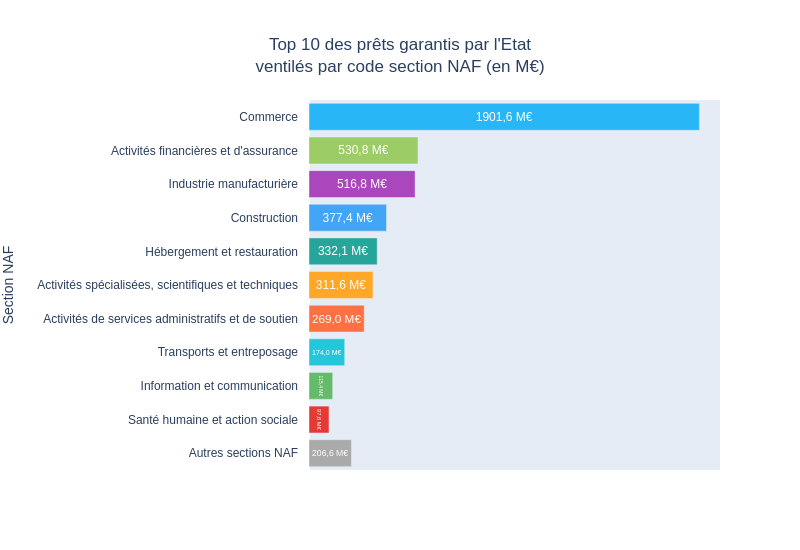 Top 10 des prêts garantis par l'Etat
ventilés par code section NAF (en M€)
Section NAF
Commerce 1901,6 M€
Activités financières et d'assurance 530,8 M€
Industrie manufacturière 516,8 M€
Construction 377,4 M€
Hébergement et restauration 332,1 M€
Activités spécialisées, scientifiques et techniques 311,6 M€
Activités de services administratifs et de soutien 269,0 M€
Transports et entreposage 174,0 M€
Information et communication
Santé humaine et action sociale
Autres sections NAF 206,6 M€